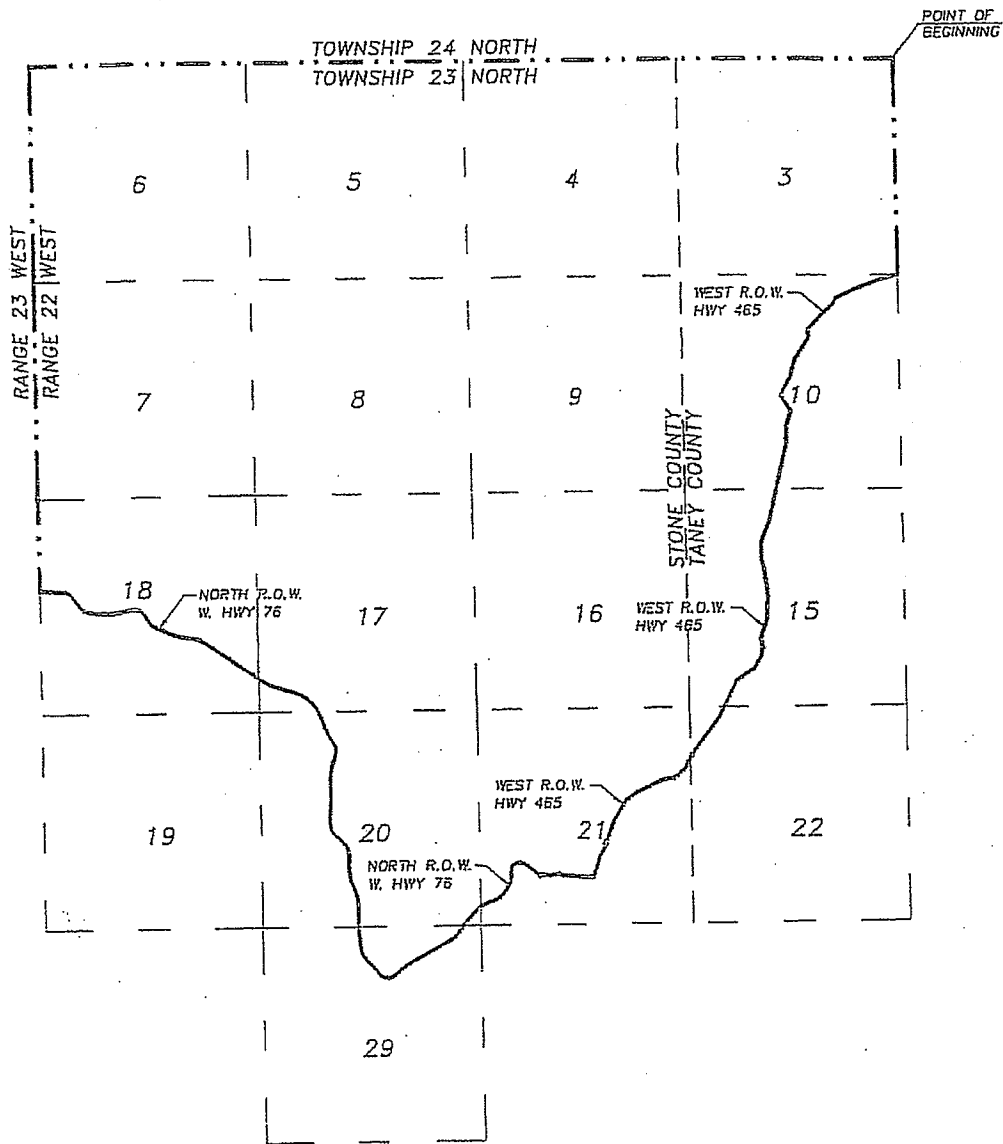 POINT OF
BEGINNING
TOWNSHIP 24 NORTH
TOWNSHIP 23 NORTH
6
5
4
3
RANGE 23 WEST
RANGE 22 WEST
WEST R.O.W.
HWY 465
7
8
9
10
STONE COUNTY
TANEY COUNTY
18
NORTH R.O.W.
W. HWY 76
17
16
WEST R.O.W.
HWY 465
15
WEST R.O.W.
HWY 465
19
20
21
22
NORTH R.O.W.
W. HWY 76
29